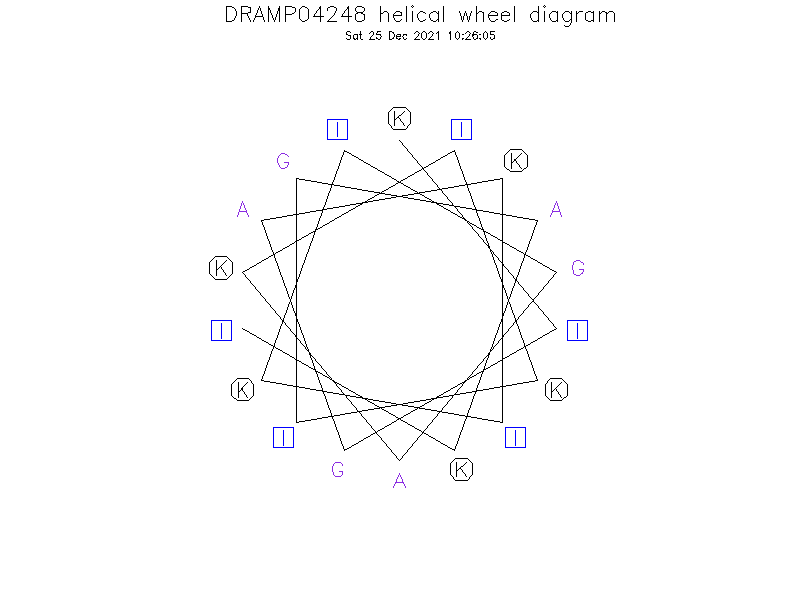 DRAMP04248 helical wheel diagram
Sat 25 Dec 2021 10:26:05
K
I I
G K
A A
K G
I I
K K
I I
G K
A